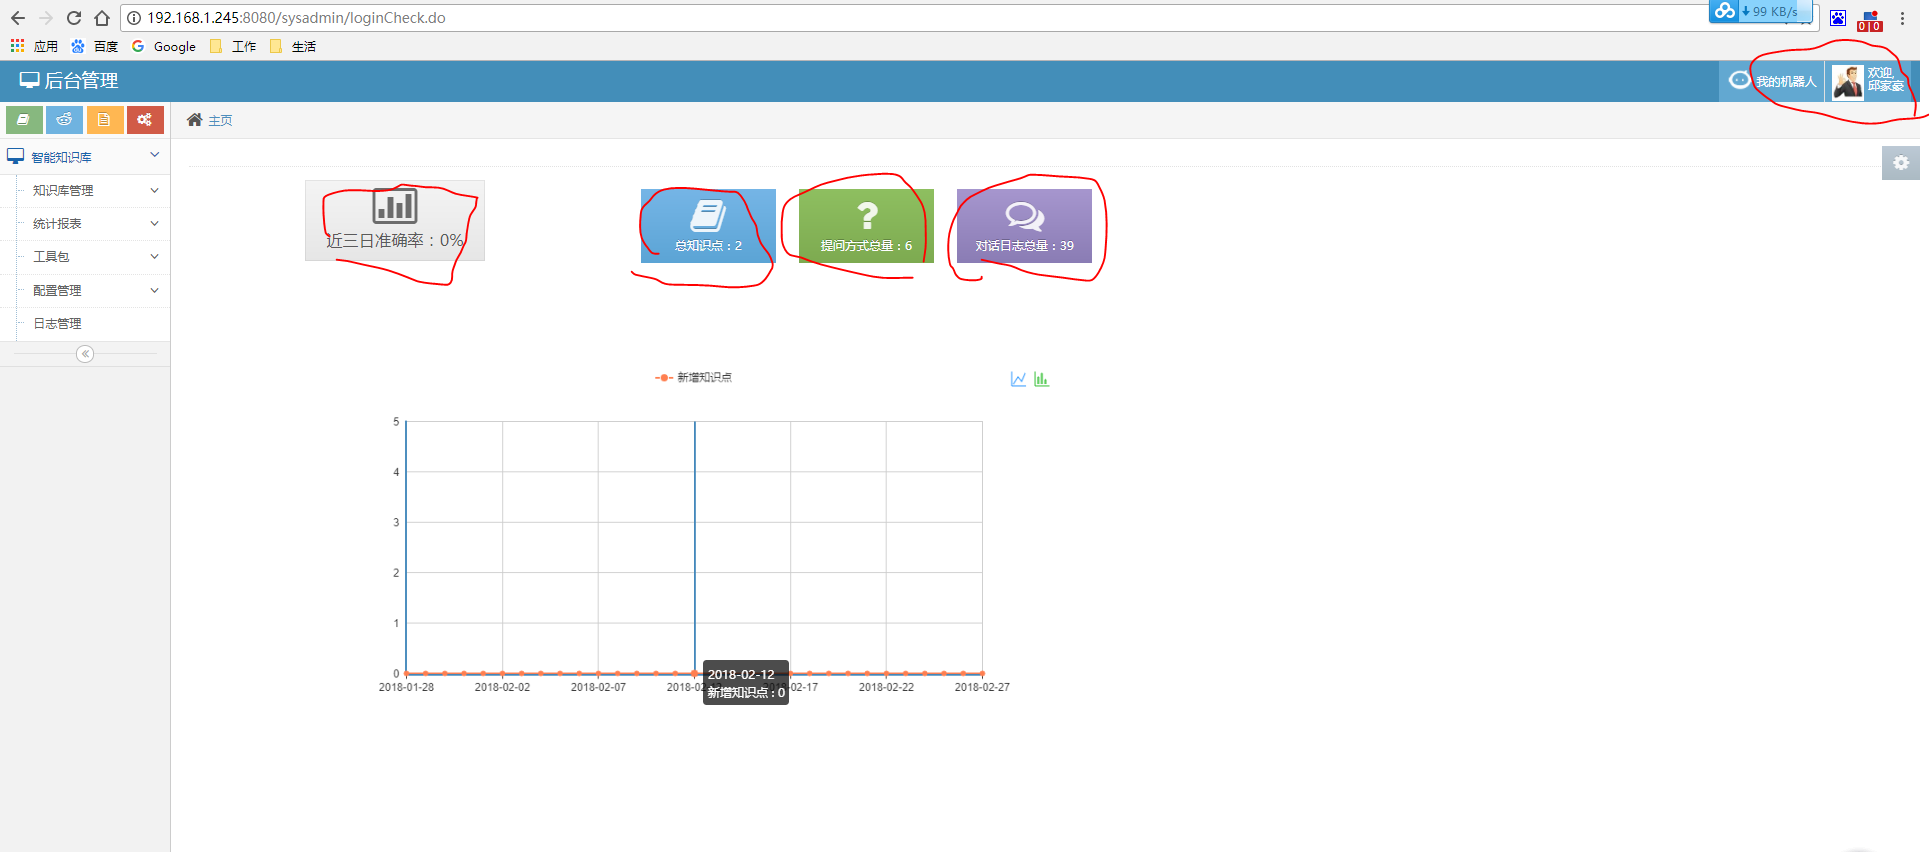 192.168.1.245:8080/sysadmin/loginCheck.do
99 KB/s
0 0
应用 百度 Google 工作 生活
后台管理
我的机器人
欢迎,
邱家豪
主页
智能知识库
知识库管理
统计报表
工具包
配置管理
日志管理
近三日准确率：0%
总知识点：2
提问方式总量：6
对话日志总量：39
新增知识点
5
4
3
2
1
0
2018-01-28 2018-02-02 2018-02-07 2018-02-12 2018-02-17 2018-02-22 2018-02-27
2018-02-12
新增知识点 : 0